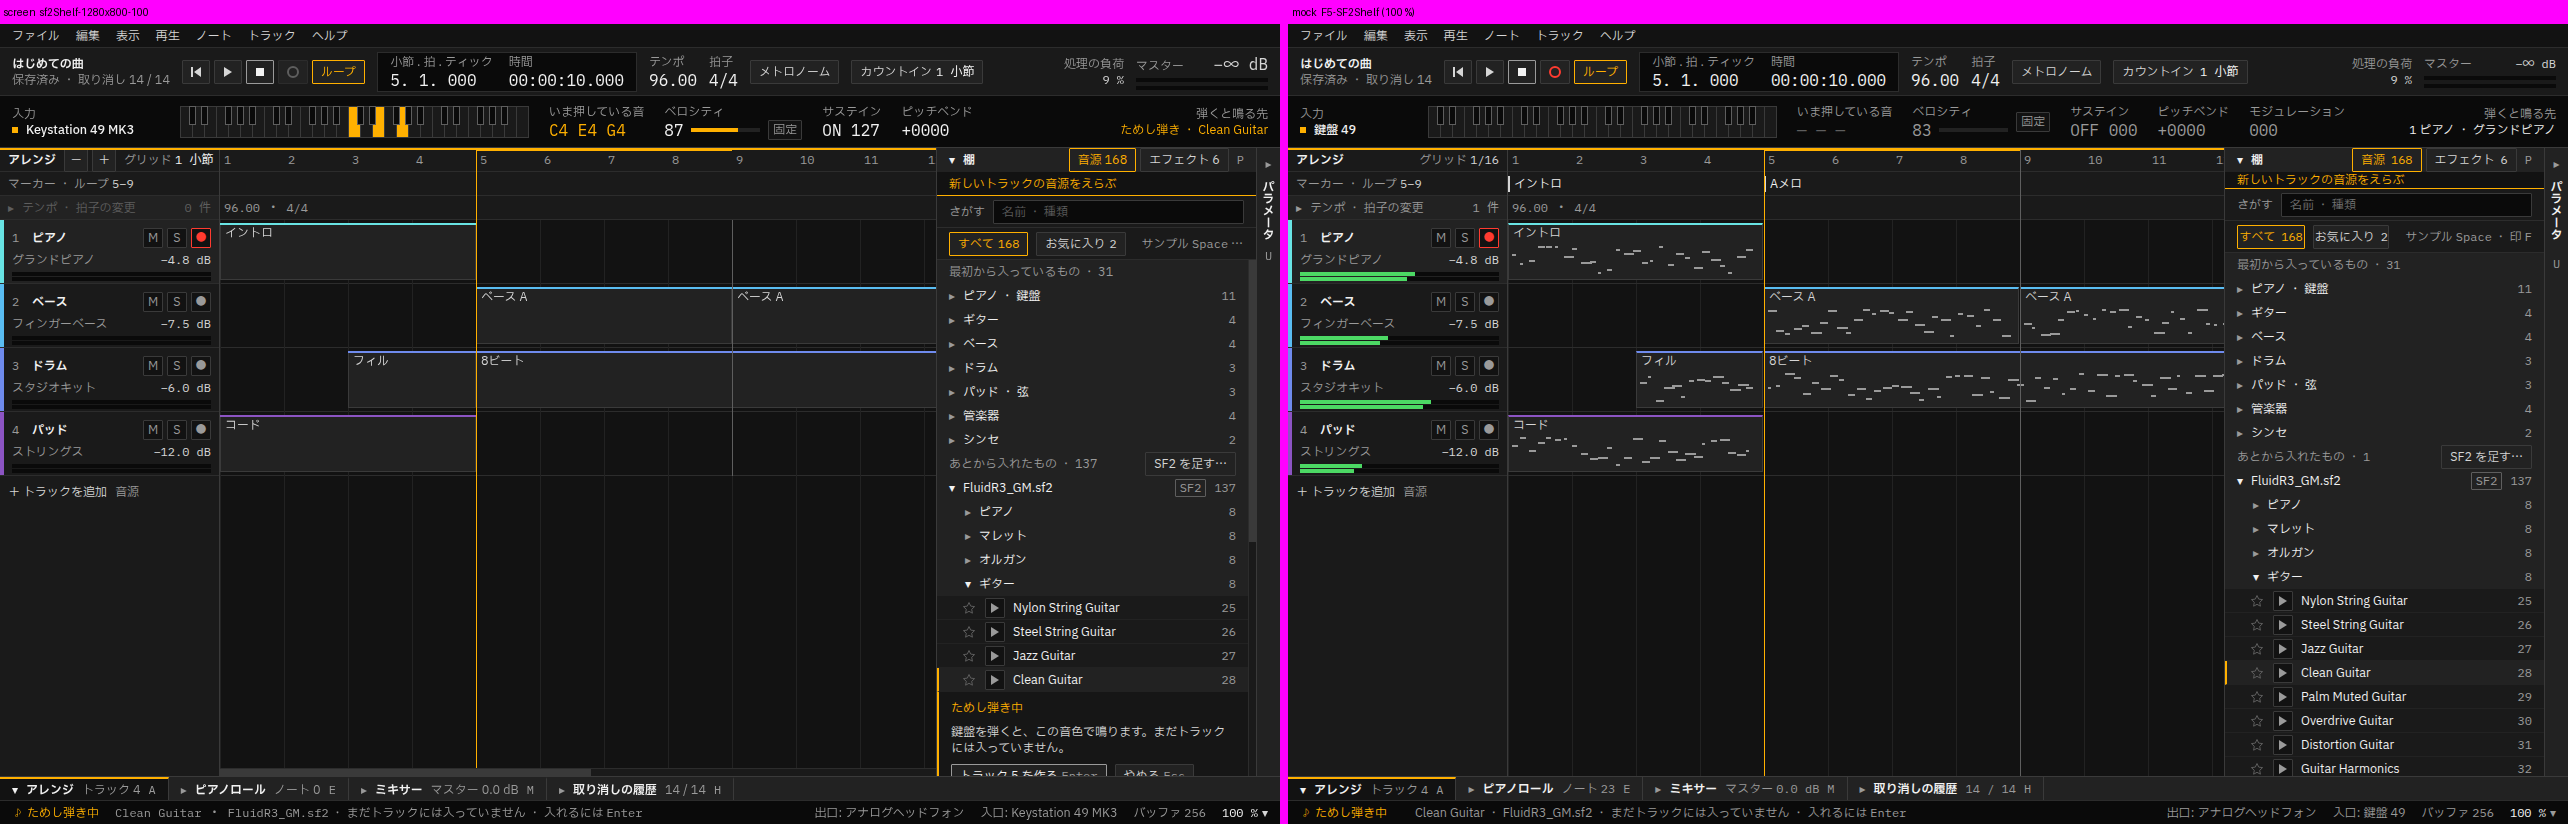 screen sf2Shelf-1280x800-100
ファイル 編集 表示 再生 ノート トラック ヘルプ
はじめての曲
保存済み ・ 取り消し 14 / 14
ループ
小節 . 拍 . ティック 時間
5. 1. 000 00:00:10.000
テンポ 拍子
96.00 4/4
メトロノーム カウントイン 1 小節
処理の負荷 マスター −∞ dB
9 %
入力
Keystation 49 MK3
いま押している音 ベロシティ サステイン ピッチベンド
C4 E4 G4 87 固定 ON 127 +0000
弾くと鳴る先
ためし弾き ・ Clean Guitar
アレンジ − + グリッド 1 小節
1 2 3 4 5 6 7 8 9 10 11 1
マーカー ・ ループ 5–9
▸ テンポ ・ 拍子の変更 0 件
96.00 ・ 4/4
1 ピアノ M S
グランドピアノ −4.8 dB
イントロ
2 ベース M S
フィンガーベース −7.5 dB
ベース A ベース A
3 ドラム M S
スタジオキット −6.0 dB
フィル 8ビート
4 パッド M S
ストリングス −12.0 dB
コード
+ トラックを追加 音源
▾ 棚 音源 168 エフェクト 6 P
新しいトラックの音源をえらぶ
さがす 名前 ・ 種類
すべて 168 お気に入り 2 サンプル Space ⋯
最初から入っているもの ・ 31
▸ ピアノ ・ 鍵盤 11
▸ ギター 4
▸ ベース 4
▸ ドラム 3
▸ パッド ・ 弦 3
▸ 管楽器 4
▸ シンセ 2
あとから入れたもの ・ 137 SF2 を足す…
▾ FluidR3_GM.sf2 SF2 137
▸ ピアノ 8
▸ マレット 8
▸ オルガン 8
▾ ギター 8
☆ Nylon String Guitar 25
☆ Steel String Guitar 26
☆ Jazz Guitar 27
☆ Clean Guitar 28
ためし弾き中
鍵盤を弾くと、この音色で鳴ります。まだトラック
には入っていません。
トラック 5 を作る Enter やめる Esc
▸ パラメータ U
▾ アレンジ トラック 4 A ▸ ピアノロール ノート 0 E ▸ ミキサー マスター 0.0 dB M ▸ 取り消しの履歴 14 / 14 H
♪ ためし弾き中 Clean Guitar ・ FluidR3_GM.sf2 ・ まだトラックには入っていません ・ 入れるには Enter
出口: アナログヘッドフォン 入口: Keystation 49 MK3 バッファ 256 100 % ▾
mock F5-SF2Shelf (100 %)
ファイル 編集 表示 再生 ノート トラック ヘルプ
はじめての曲
保存済み ・ 取り消し 14
ループ
小節 . 拍 . ティック 時間
5. 1. 000 00:00:10.000
テンポ 拍子
96.00 4/4
メトロノーム カウントイン 1 小節
処理の負荷 マスター −∞ dB
9 %
入力
鍵盤 49
いま押している音 ベロシティ サステイン ピッチベンド モジュレーション
— — — 83 固定 OFF 000 +0000 000
弾くと鳴る先
1 ピアノ ・ グランドピアノ
アレンジ グリッド 1/16
1 2 3 4 5 6 7 8 9 10 11 1
マーカー ・ ループ 5–9
イントロ Aメロ
▸ テンポ ・ 拍子の変更 1 件
96.00 ・ 4/4
1 ピアノ M S
グランドピアノ −4.8 dB
イントロ
2 ベース M S
フィンガーベース −7.5 dB
ベース A ベース A
3 ドラム M S
スタジオキット −6.0 dB
フィル 8ビート
4 パッド M S
ストリングス −12.0 dB
コード
+ トラックを追加 音源
▾ 棚 音源 168 エフェクト 6 P
新しいトラックの音源をえらぶ
さがす 名前 ・ 種類
すべて 168 お気に入り 2 サンプル Space ・ 印 F
最初から入っているもの ・ 31
▸ ピアノ ・ 鍵盤 11
▸ ギター 4
▸ ベース 4
▸ ドラム 3
▸ パッド ・ 弦 3
▸ 管楽器 4
▸ シンセ 2
あとから入れたもの ・ 1 SF2 を足す…
▾ FluidR3_GM.sf2 SF2 137
▸ ピアノ 8
▸ マレット 8
▸ オルガン 8
▾ ギター 8
☆ Nylon String Guitar 25
☆ Steel String Guitar 26
☆ Jazz Guitar 27
☆ Clean Guitar 28
☆ Palm Muted Guitar 29
☆ Overdrive Guitar 30
☆ Distortion Guitar 31
☆ Guitar Harmonics 32
▸ パラメータ U
▾ アレンジ トラック 4 A ▸ ピアノロール ノート 23 E ▸ ミキサー マスター 0.0 dB M ▸ 取り消しの履歴 14 / 14 H
♪ ためし弾き中 Clean Guitar ・ FluidR3_GM.sf2 ・ まだトラックには入っていません ・ 入れるには Enter
出口: アナログヘッドフォン 入口: 鍵盤 49 バッファ 256 100 % ▾